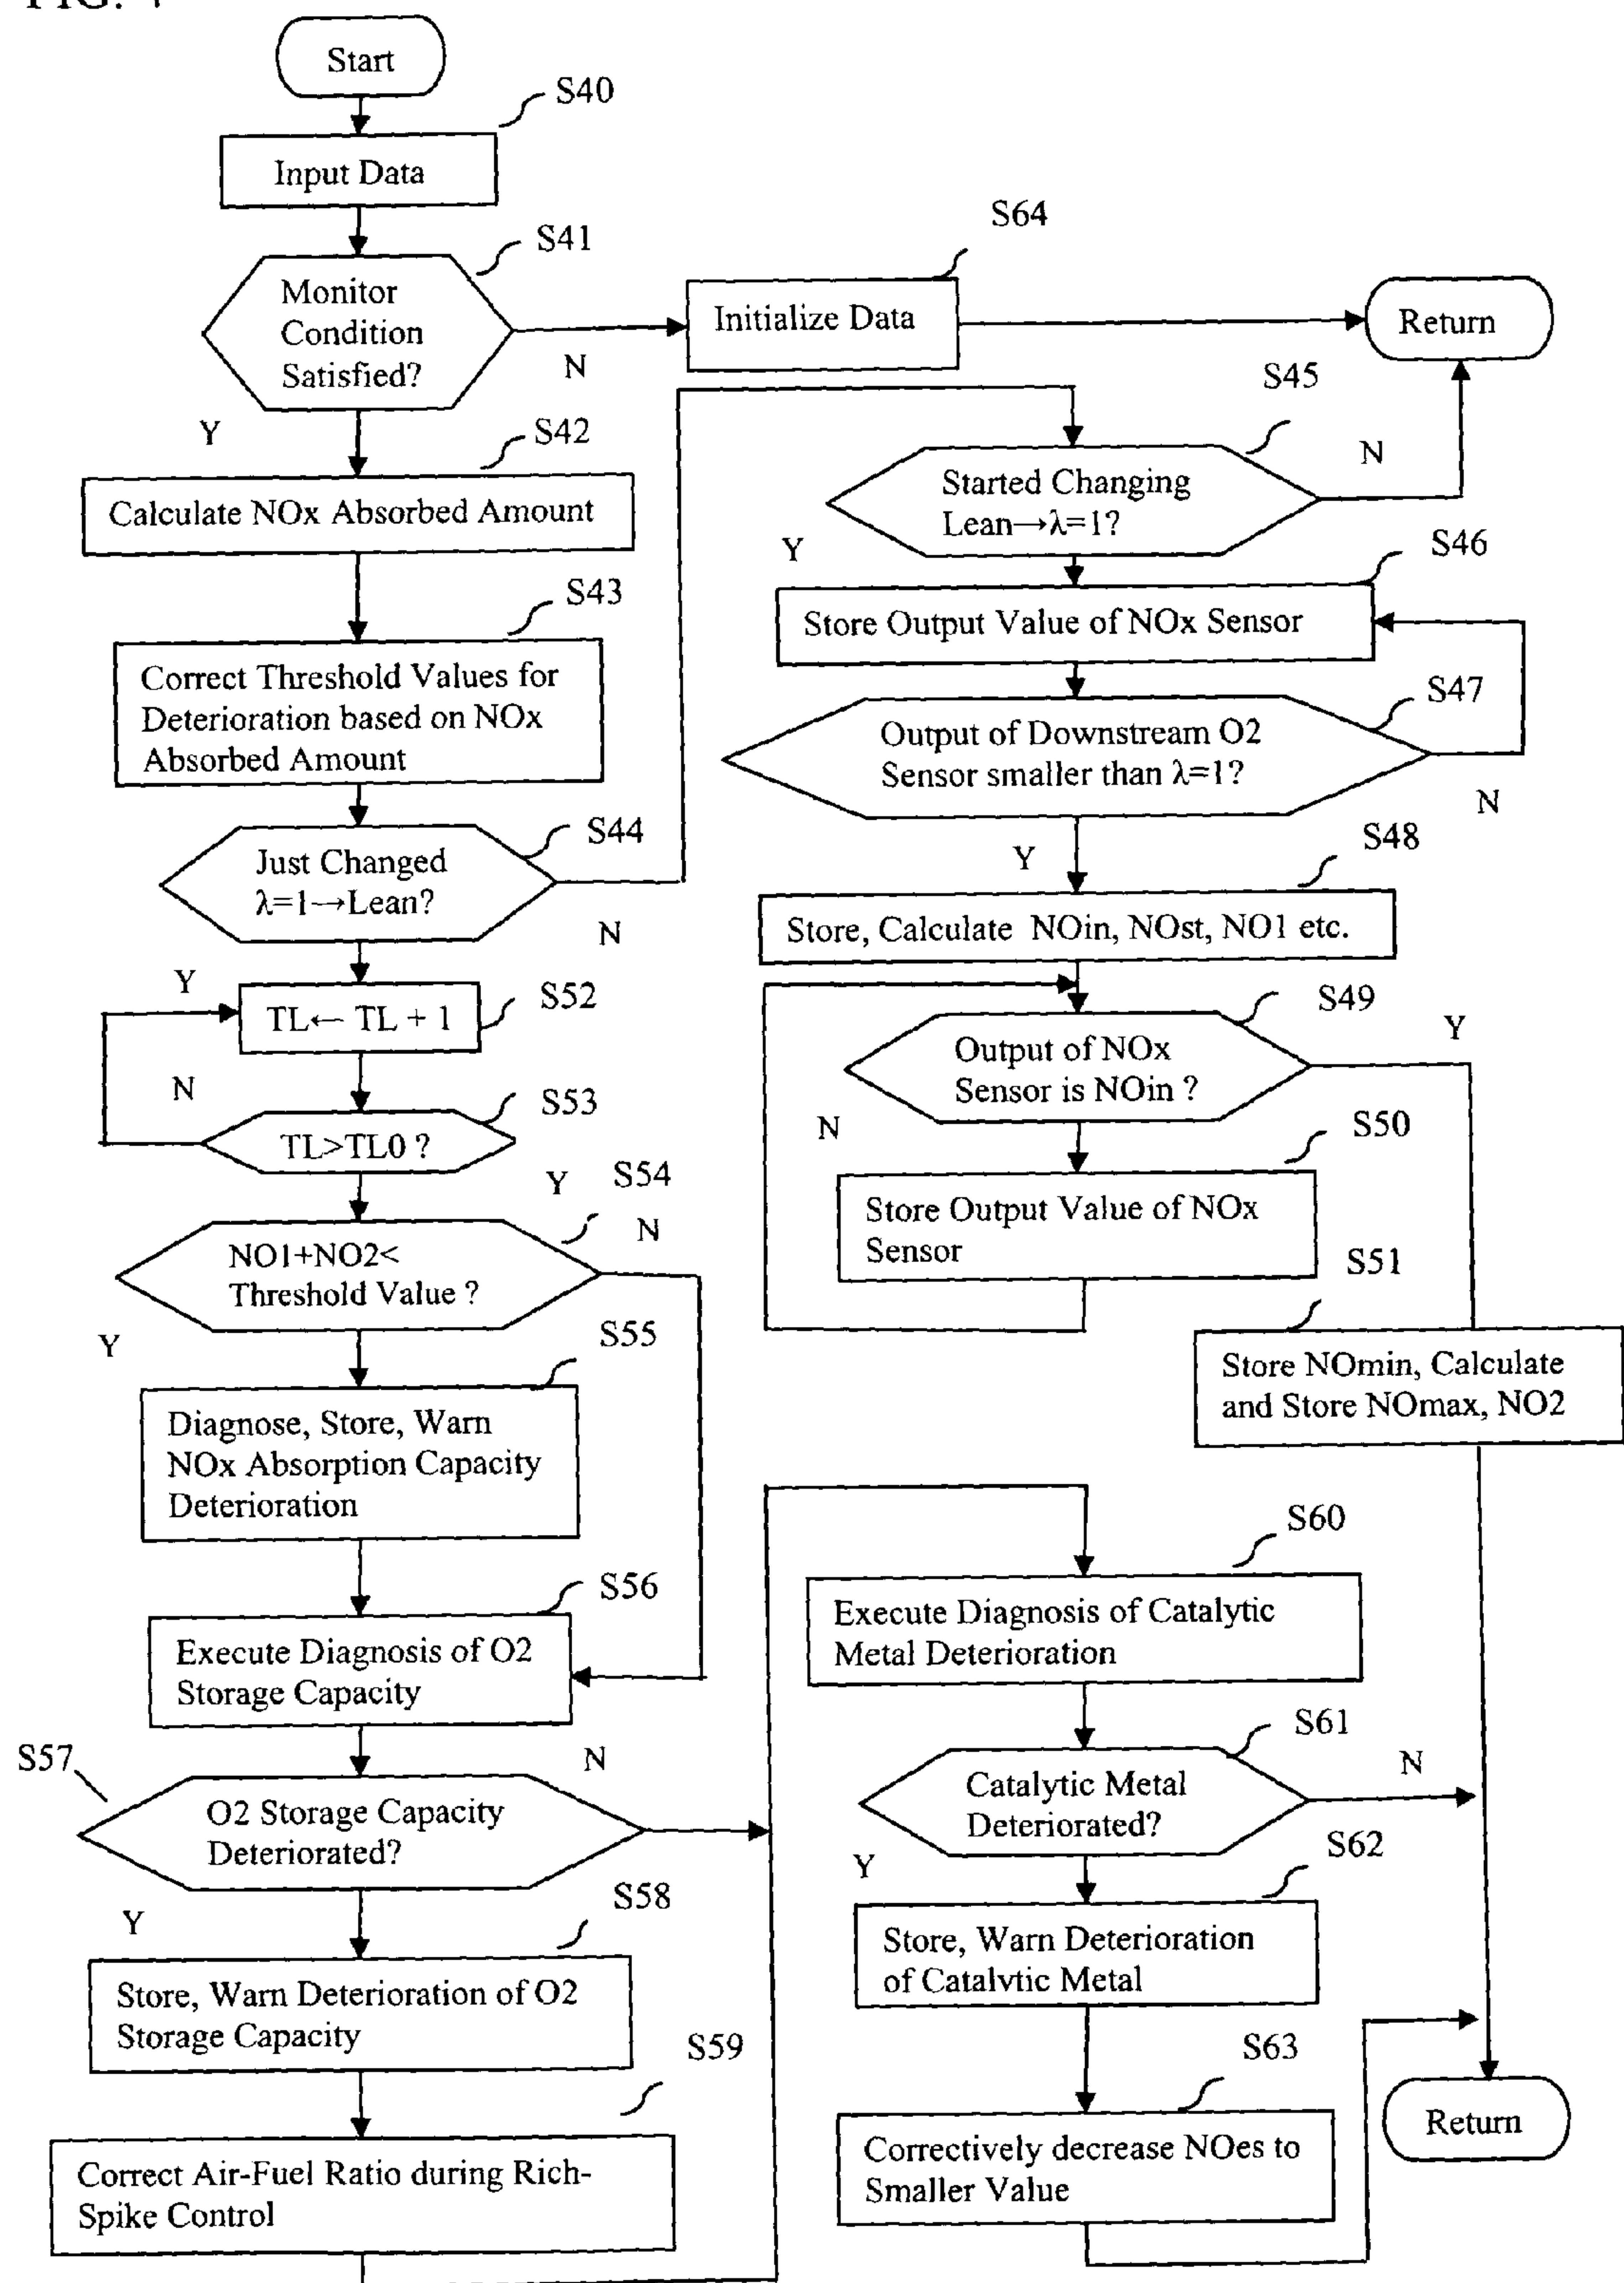 FIG.
Start
S40
Input Data
S41
Monitor
Condition
Satisfied?
N
S64
Initialize Data
Return
Y
S42
Calculate NOx Absorbed Amount
S43
Correct Threshold Values for
Deterioration based on NOx
Absorbed Amount
S44
Just Changed
λ=1→Lean?
N
Y
S52
TL← TL + 1
N
S53
TL>TL0 ?
Y
S54
N
NO1+NO2<
Threshold Value ?
Y
S55
Diagnose, Store, Warn
NOx Absorption Capacity
Deterioration
S56
Execute Diagnosis of O2
Storage Capacity
S57
N
O2 Storage Capacity
Deteriorated?
Y
S58
Store, Warn Deterioration of O2
Storage Capacity
S59
Correct Air-Fuel Ratio during Rich-
Spike Control
S45
N
Started Changing
Lean→λ=1?
Y
S46
Store Output Value of NOx Sensor
S47
Output of Downstream O2
Sensor smaller than λ=1?
N
Y
S48
Store, Calculate NOin, NOst, NO1 etc.
S49
Y
Output of NOx
Sensor is NOin ?
N
S50
Store Output Value of NOx
Sensor
S51
Store NOmin, Calculate
and Store NOmax, NO2
S60
Execute Diagnosis of Catalytic
Metal Deterioration
S61
N
Catalytic Metal
Deteriorated?
Y
S62
Store, Warn Deterioration
of Catalytic Metal
S63
Correctively decrease NOes to
Smaller Value
Return